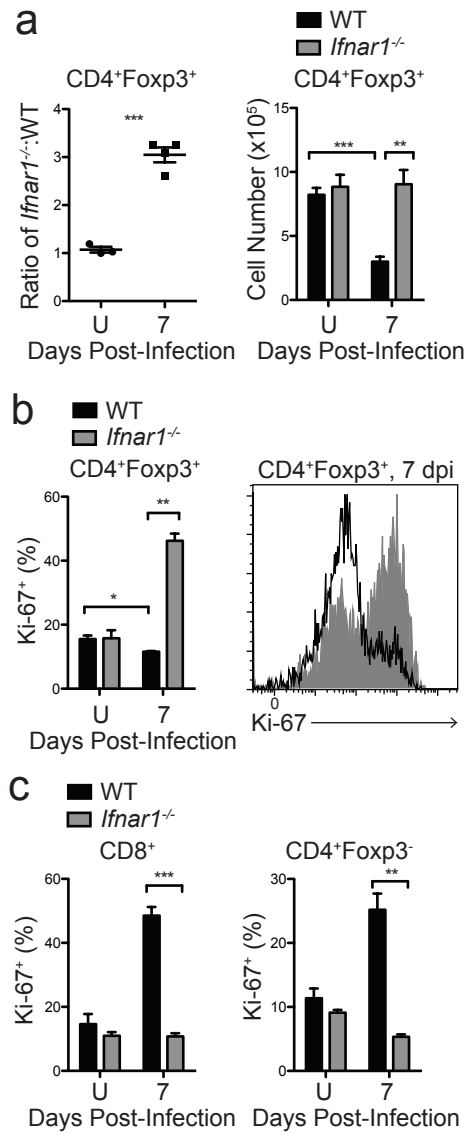 a
WT
Ifnar1-/-
CD4+Foxp3+
CD4+Foxp3+
Ratio of Ifnar1-/-:WT
4
3
2
1
0
***
U 7
Days Post-Infection
Cell Number (x10⁵)
15
10
5
0
***
**
U 7
Days Post-Infection
b
WT
Ifnar1-/-
CD4+Foxp3+
Ki-67+ (%)
60
40
20
0
*
**
U 7
Days Post-Infection
CD4+Foxp3+, 7 dpi
0
Ki-67
c
WT
Ifnar1-/-
CD8+
Ki-67+ (%)
60
40
20
0
***
U 7
Days Post-Infection
CD4+Foxp3-
Ki-67+ (%)
30
20
10
0
**
U 7
Days Post-Infection